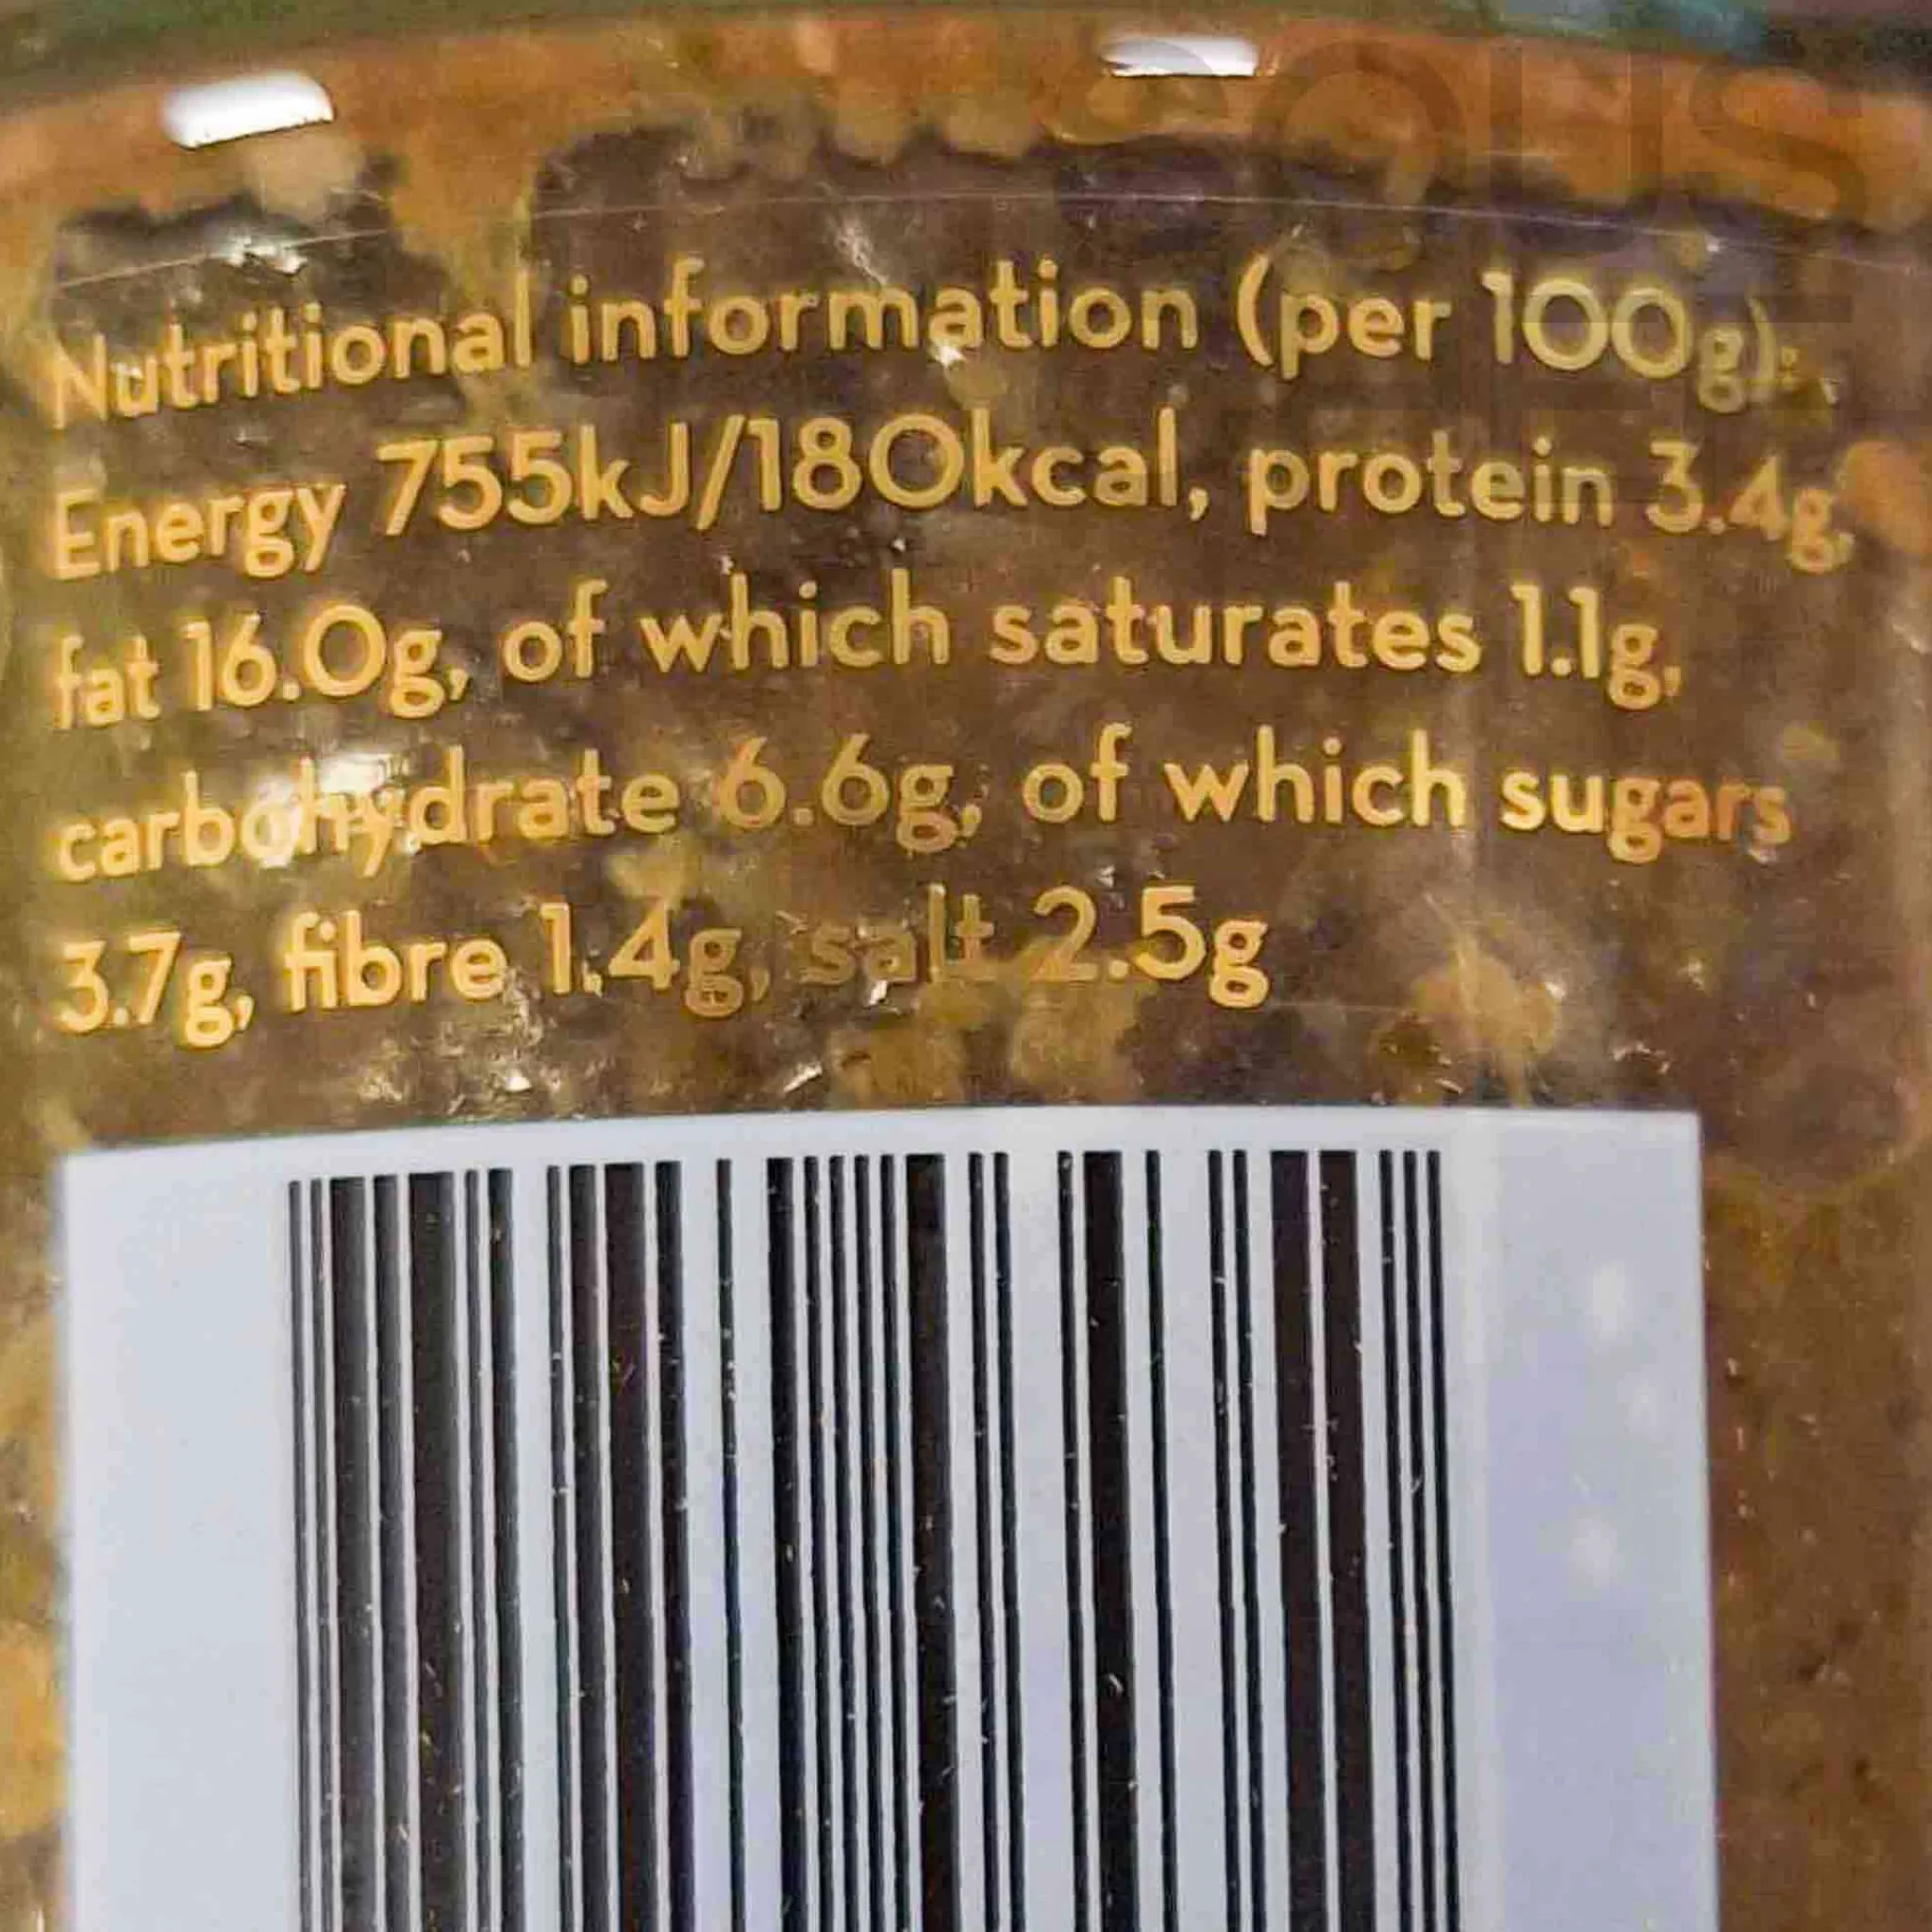 Nutritional information (per 100g):
Energy 755kJ/180kcal, protein 3.4g,
fat 16.0g, of which saturates 1.1g,
carbohydrate 6.6g, of which sugars
3.7g, fibre 1.4g, salt 2.5g